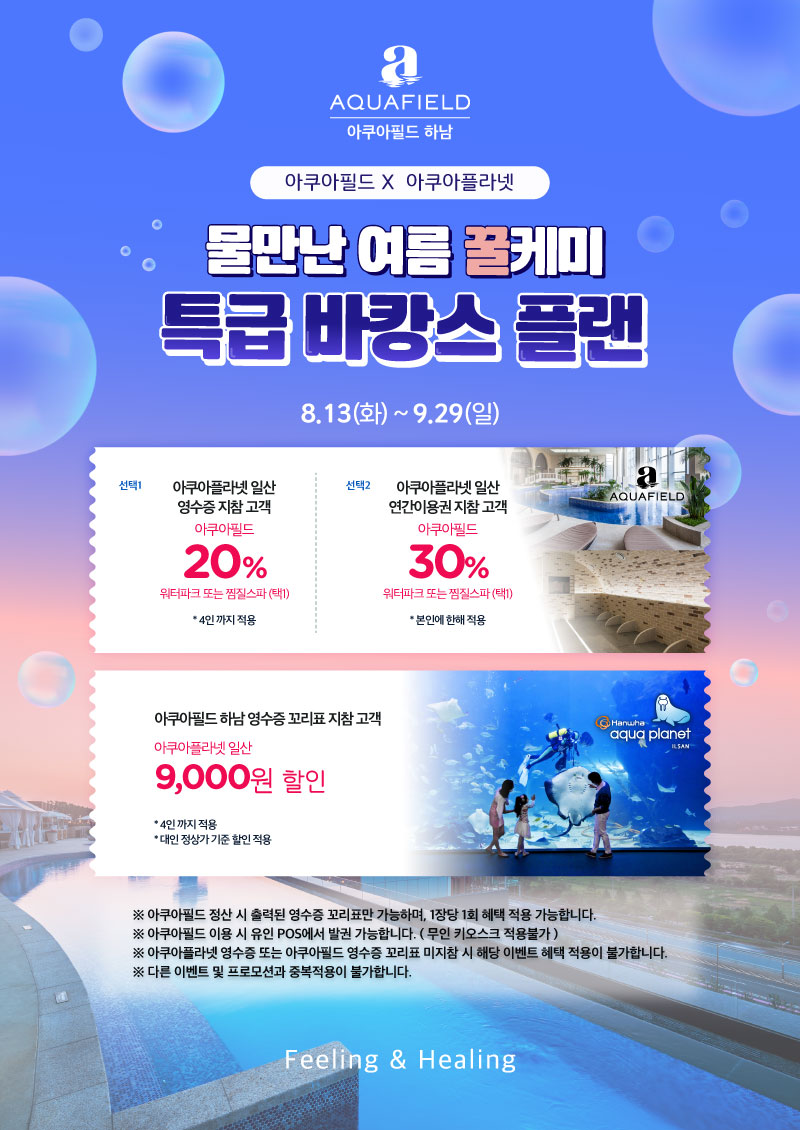 a
AQUAFIELD
아쿠아필드 하남
아쿠아필드 X 아쿠아플라넷
물만난 여름 꿀케미
특급 바캉스 플랜
8.13(화) ~ 9.29(일)
선택1
아쿠아플라넷 일산
영수증 지참 고객
아쿠아필드
20%
워터파크 또는 찜질스파 (택1)
* 4인 까지 적용
선택2
아쿠아플라넷 일산
연간이용권 지참 고객
아쿠아필드
30%
워터파크 또는 찜질스파 (택1)
* 본인에 한해 적용
a
AQUAFIELD
아쿠아필드 하남 영수증 꼬리표 지참 고객
아쿠아플라넷 일산
9,000원 할인
* 4인 까지 적용
* 대인 정상가 기준 할인 적용
Hanwha
aqua planet
ILSAN
※ 아쿠아필드 정산 시 출력된 영수증 꼬리표만 가능하며, 1장당 1회 혜택 적용 가능합니다.
※ 아쿠아필드 이용 시 유인 POS에서 발권 가능합니다. ( 무인 키오스크 적용불가 )
※ 아쿠아플라넷 영수증 또는 아쿠아필드 영수증 꼬리표 미지참 시 해당 이벤트 혜택 적용이 불가합니다.
※ 다른 이벤트 및 프로모션과 중복적용이 불가합니다.
Feeling & Healing